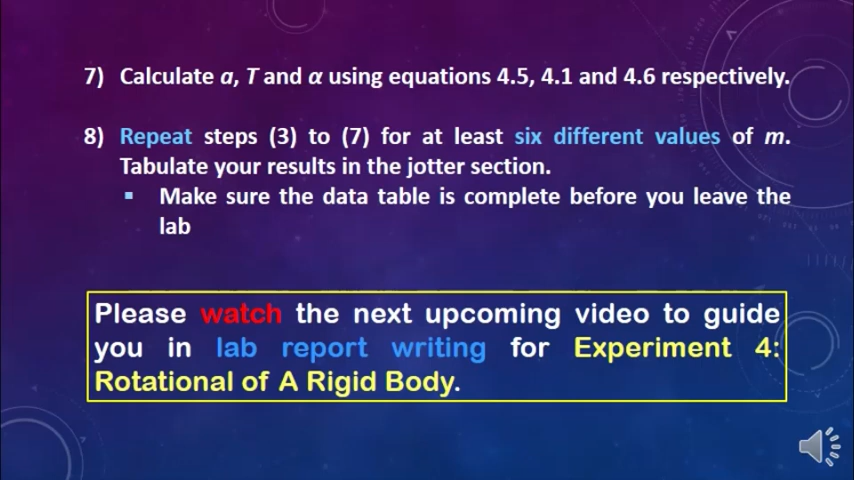 7) Calculate a, T and α using equations 4.5, 4.1 and 4.6 respectively.
8) Repeat steps (3) to (7) for at least six different values of m.
Tabulate your results in the jotter section.
▪ Make sure the data table is complete before you leave the
lab
Please watch the next upcoming video to guide
you in lab report writing for Experiment 4:
Rotational of A Rigid Body.